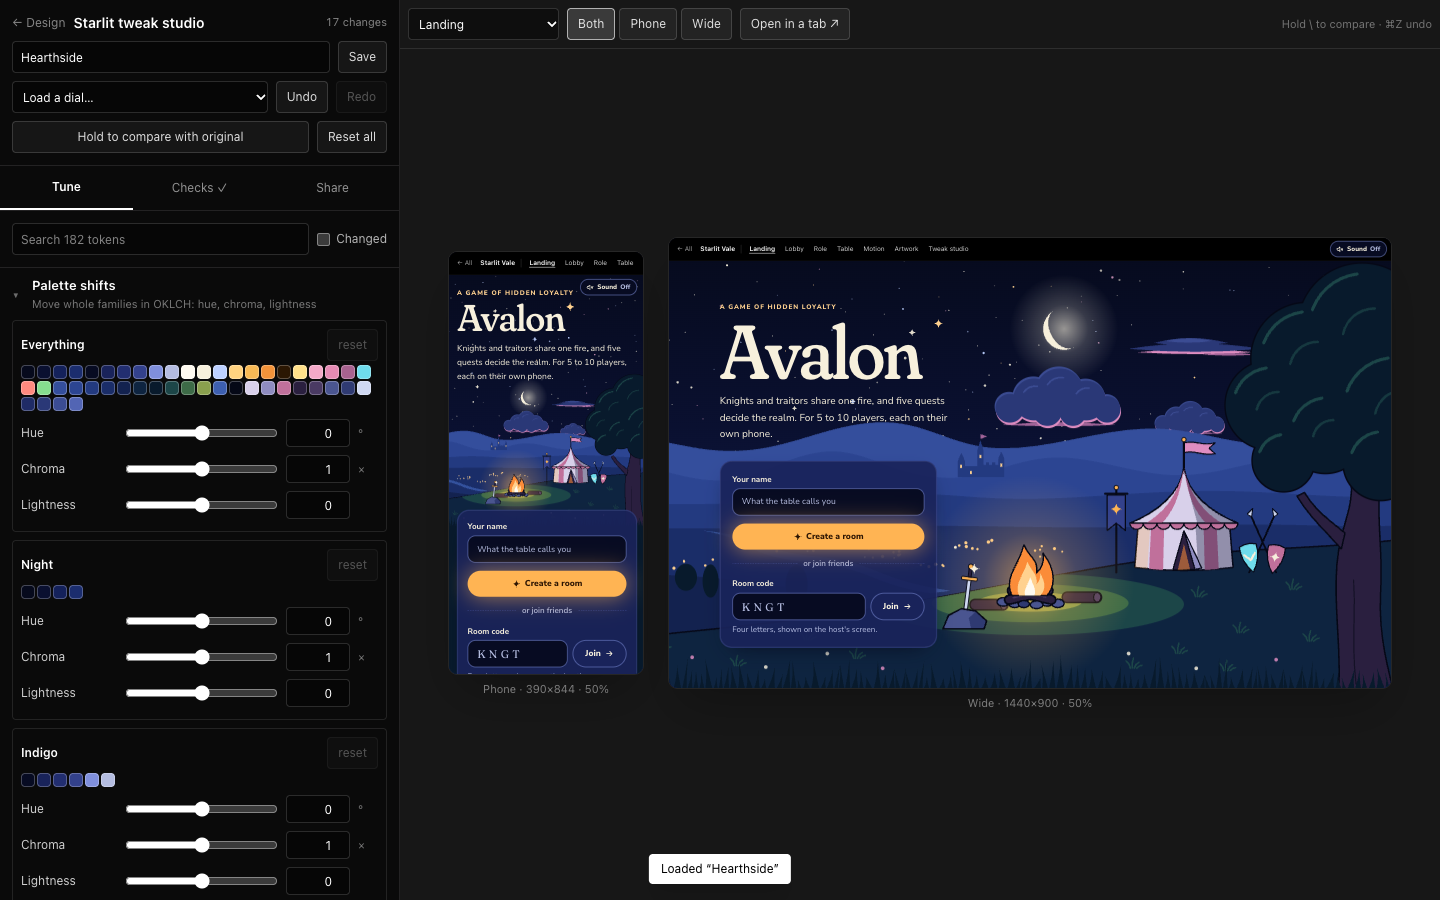 ← Design Starlit tweak studio 17 changes
Hearthside Save
Load a dial... Undo Redo
Hold to compare with original Reset all
Tune Checks ✓ Share
Search 182 tokens Changed
Palette shifts
Move whole families in OKLCH: hue, chroma, lightness
Everything reset
Hue 0 °
Chroma 1 ×
Lightness 0
Night reset
Hue 0 °
Chroma 1 ×
Lightness 0
Indigo reset
Hue 0 °
Chroma 1 ×
Lightness 0
Landing Both Phone Wide Open in a tab ↗ Hold \ to compare · ⌘Z undo
← All Starlit Vale Landing Lobby Role Table
Sound Off
A GAME OF HIDDEN LOYALTY
Avalon
Knights and traitors share one fire, and five
quests decide the realm. For 5 to 10 players,
each on their own phone.
Your name
What the table calls you
Create a room
or join friends
Room code
KNGT Join →
Phone · 390×844 · 50%
← All Starlit Vale Landing Lobby Role Table Motion Artwork Tweak studio Sound Off
A GAME OF HIDDEN LOYALTY
Avalon
Knights and traitors share one fire, and five quests
decide the realm. For 5 to 10 players, each on their
own phone.
Your name
What the table calls you
Create a room
or join friends
Room code
KNGT Join →
Four letters, shown on the host's screen.
Wide · 1440×900 · 50%
Loaded “Hearthside”